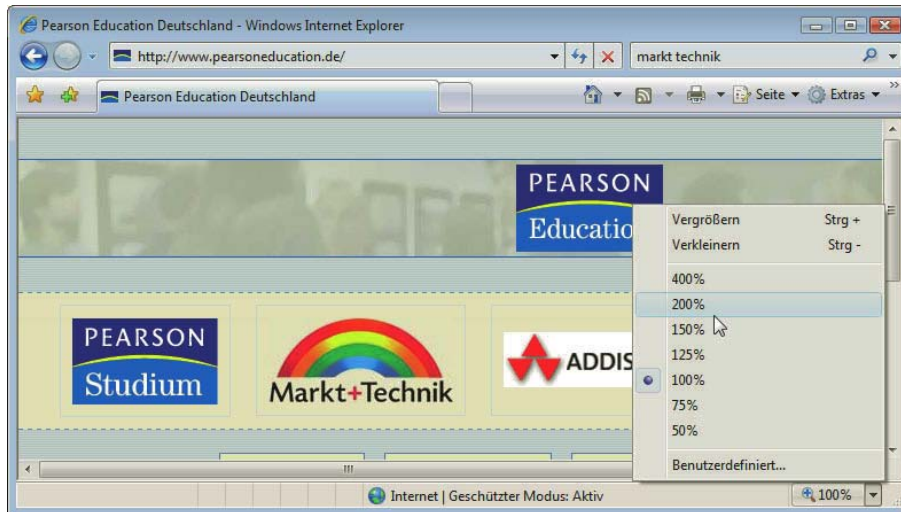 Pearson Education Deutschland - Windows Internet Explorer
http://www.pearsoneducation.de/
markt technik
Pearson Education Deutschland
Seite
Extras
PEARSON
Educatio
Vergrößern Strg +
Verkleinern Strg -
400%
200%
150%
125%
100%
75%
50%
Benutzerdefiniert...
PEARSON
Studium
Markt+Technik
ADDIS
Internet | Geschützter Modus: Aktiv
100%